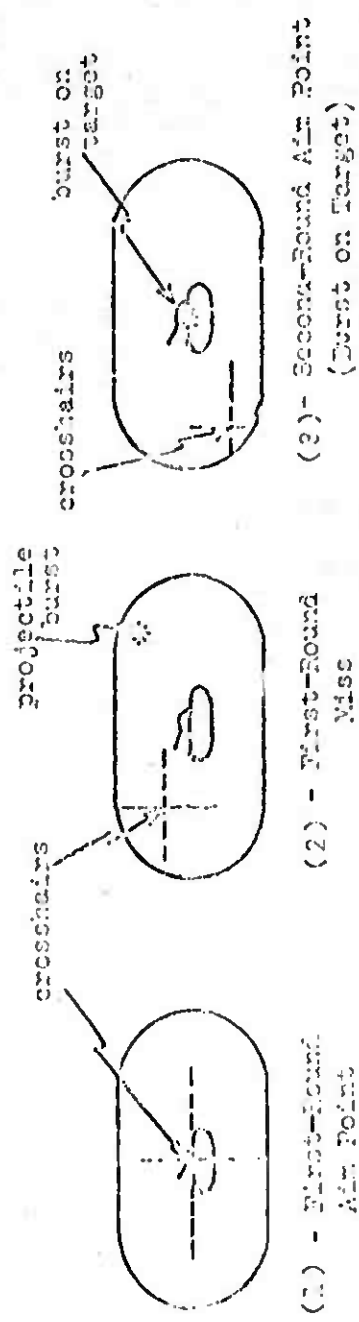 crosshairs
projectile
burst
crosshairs
burst on
target
(1) - First-Round
Aim Point
(2) - First-Round
Miss
(3) - Second-Round Aim Point
(Burst on Target)